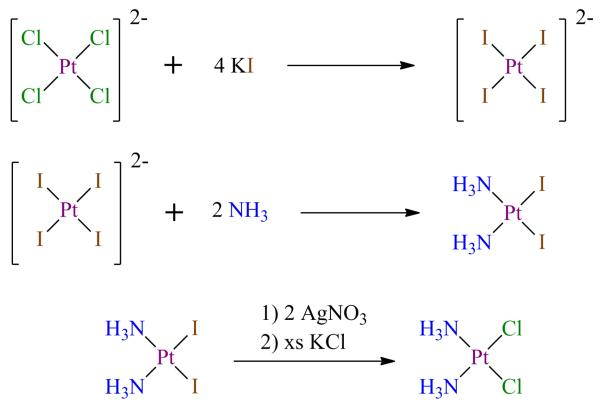 Cl Cl 2-
Pt + 4 KI
Cl Cl
I I 2-
Pt
I I
I I 2-
Pt + 2 NH3
I I
H3N I
Pt
H3N I
H3N I
Pt
H3N I
1) 2 AgNO3
2) xs KCl
H3N Cl
Pt
H3N Cl